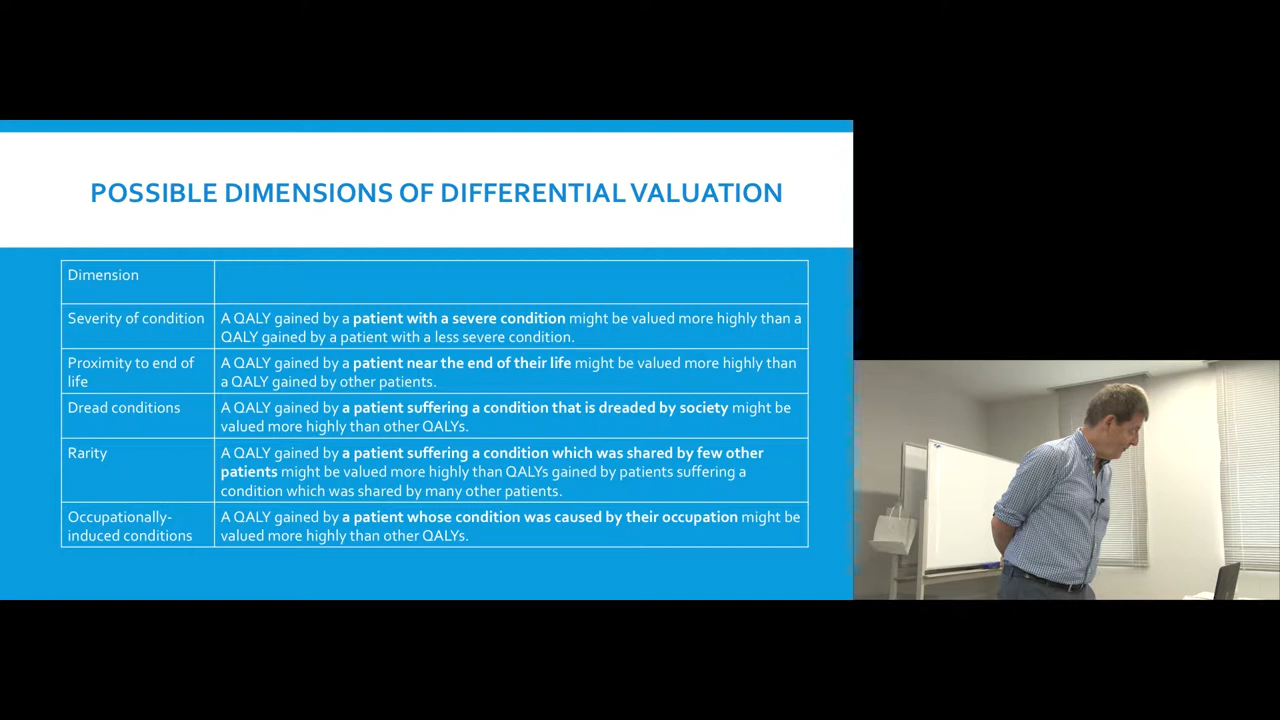 POSSIBLE DIMENSIONS OF DIFFERENTIAL VALUATION
Dimension
Severity of condition
A QALY gained by a patient with a severe condition might be valued more highly than a
QALY gained by a patient with a less severe condition.
Proximity to end of
life
A QALY gained by a patient near the end of their life might be valued more highly than
a QALY gained by other patients.
Dread conditions
A QALY gained by a patient suffering a condition that is dreaded by society might be
valued more highly than other QALYs.
Rarity
A QALY gained by a patient suffering a condition which was shared by few other
patients might be valued more highly than QALYs gained by patients suffering a
condition which was shared by many other patients.
Occupationally-
induced conditions
A QALY gained by a patient whose condition was caused by their occupation might be
valued more highly than other QALYs.